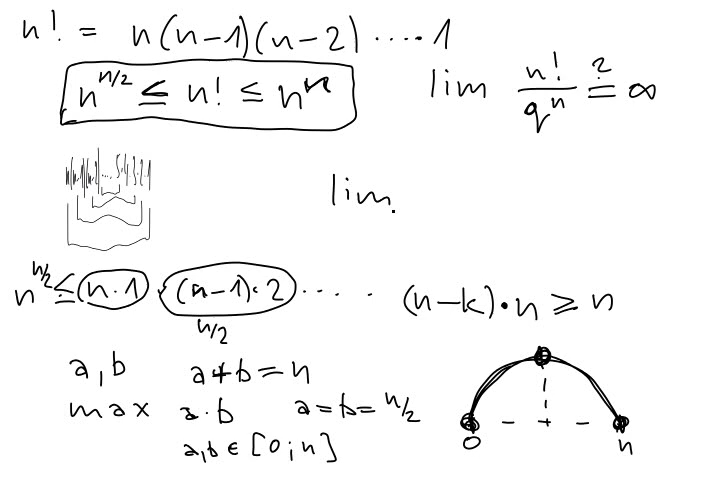 n! = n(n-1)(n-2) ....1
n^{n/2} ≤ n! ≤ n^n
lim n!/q^n ?= ∞
lim.
n^{n/2} ≤ (n·1) · ((n-1)·2) ..... (n-k)·n ≥ n
n/2
a, b a+b=n
max a·b a=b=n/2
a,b ∈ [0;n]
0 n